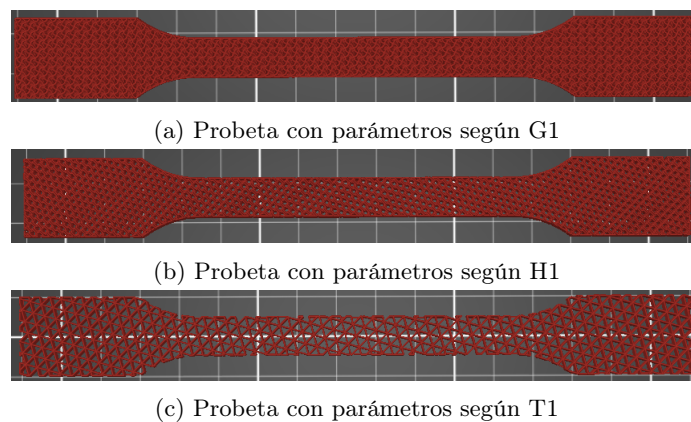 (a) Probeta con parámetros según G1
(b) Probeta con parámetros según H1
(c) Probeta con parámetros según T1